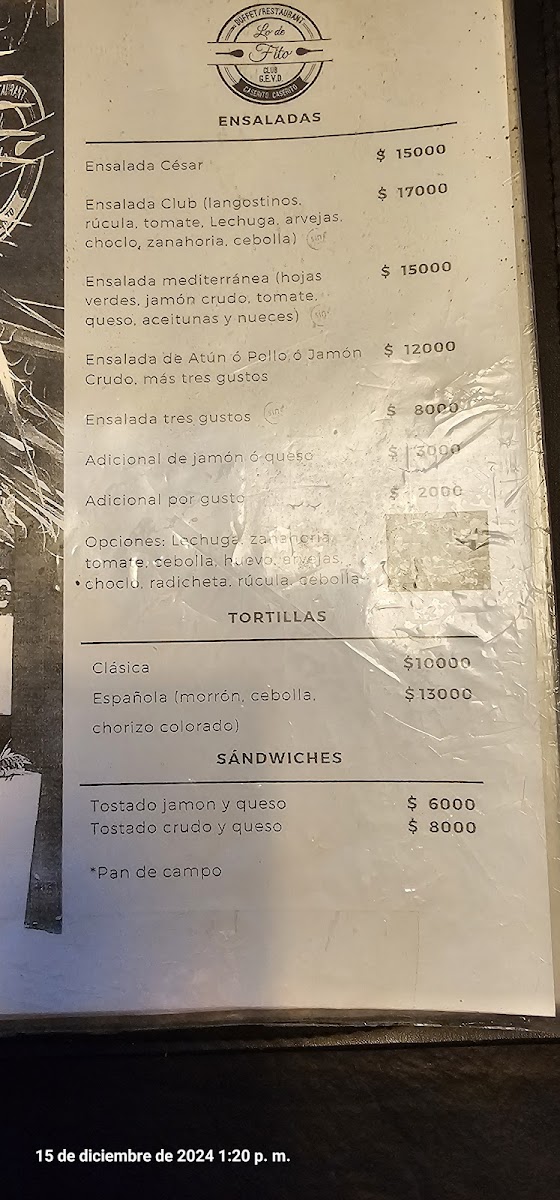 BUFFET/RESTAURANT
Lo de
Fito
CLUB
G.E.V.D.
CASERITO CASERITO
ENSALADAS
Ensalada César $ 15000
Ensalada Club (langostinos, $ 17000
rúcula, tomate, Lechuga, arvejas,
choclo, zanahoria, cebolla)
Ensalada mediterránea (hojas $ 15000
verdes, jamón crudo, tomate,
queso, aceitunas y nueces)
Ensalada de Atún ó Pollo ó Jamón $ 12000
Crudo, más tres gustos
Ensalada tres gustos $ 8000
Adicional de jamón ó queso $ 3000
Adicional por gusto $ 2000
Opciones: Lechuga, zanahoria,
tomate, cebolla, huevo, arvejas,
choclo, radicheta, rúcula, cebolla
TORTILLAS
Clásica $10000
Española (morrón, cebolla, $13000
chorizo colorado)
SÁNDWICHES
Tostado jamon y queso $ 6000
Tostado crudo y queso $ 8000
*Pan de campo
15 de diciembre de 2024 1:20 p. m.